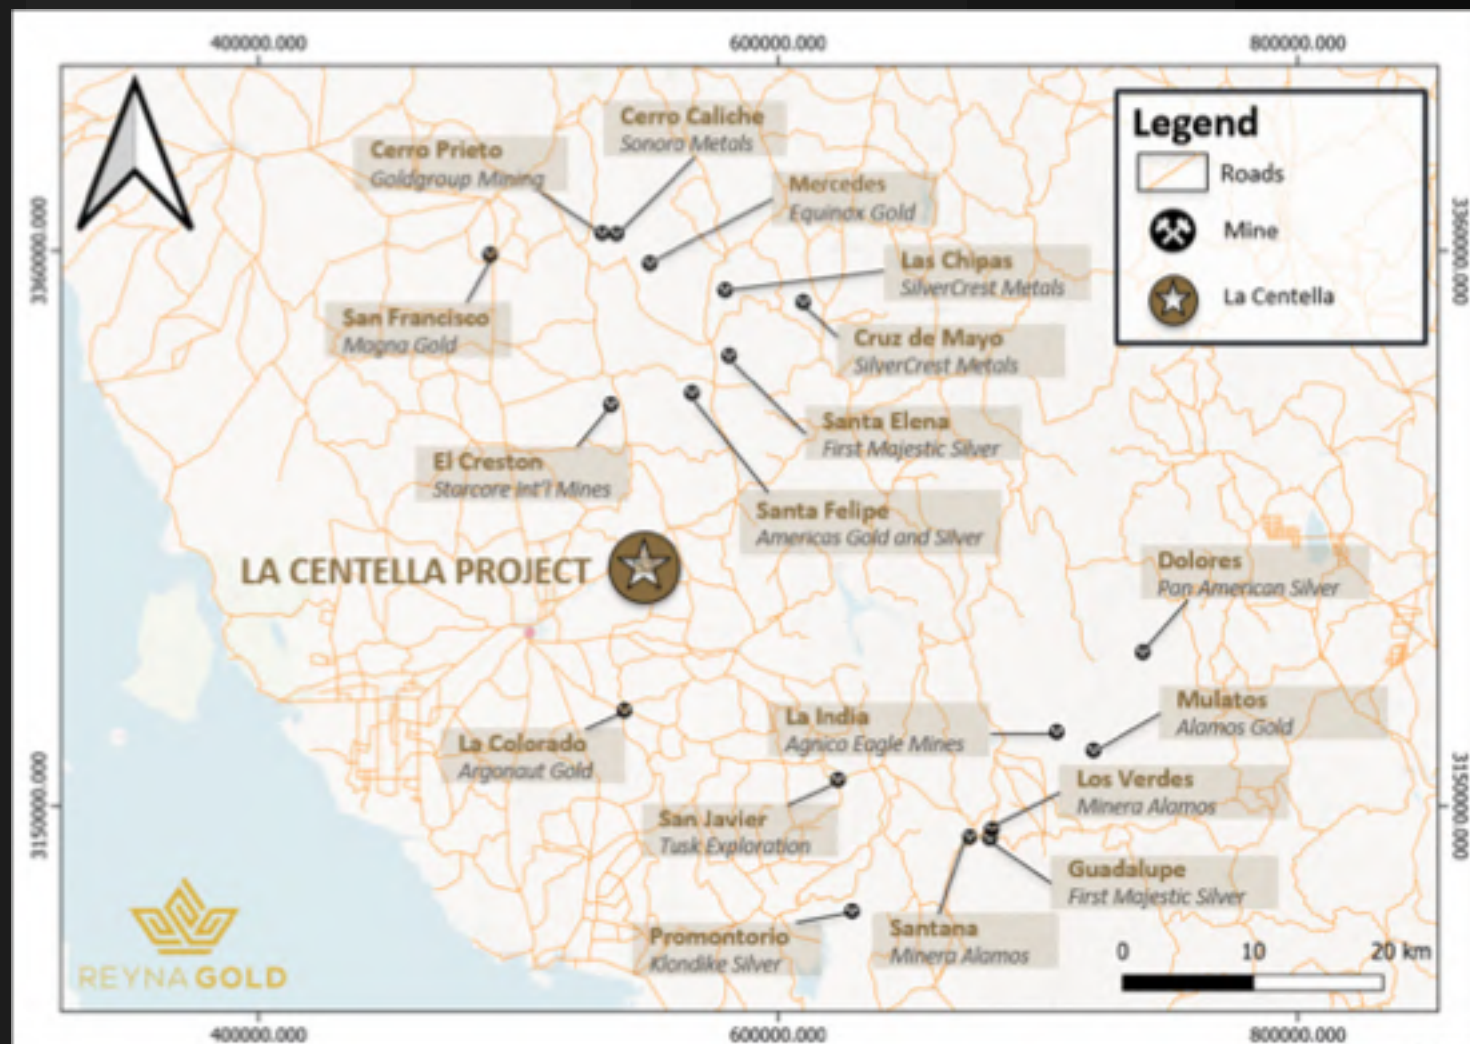 400000.000
600000.000
800000.000
Cerro Caliche
Sonora Metals
Cerro Prieto
Goldgroup Mining
Mercedes
Equinox Gold
Las Chipas
SilverCrest Metals
San Francisco
Magna Gold
Cruz de Mayo
SilverCrest Metals
Santa Elena
First Majestic Silver
El Creston
Starcore Int'l Mines
Santa Felipe
Americas Gold and Silver
LA CENTELLA PROJECT
Dolores
Pan American Silver
Mulatos
Alamos Gold
La India
Agnico Eagle Mines
La Colorado
Argonaut Gold
Los Verdes
Minera Alamos
San Javier
Tusk Exploration
Guadalupe
First Majestic Silver
Santana
Minera Alamos
Promontorio
Klondike Silver
Legend
Roads
Mine
La Centella
3360000.000
3360000.000
3150000.000
3150000.000
0 10 20 km
REYNA GOLD
400000.000
600000.000
800000.000